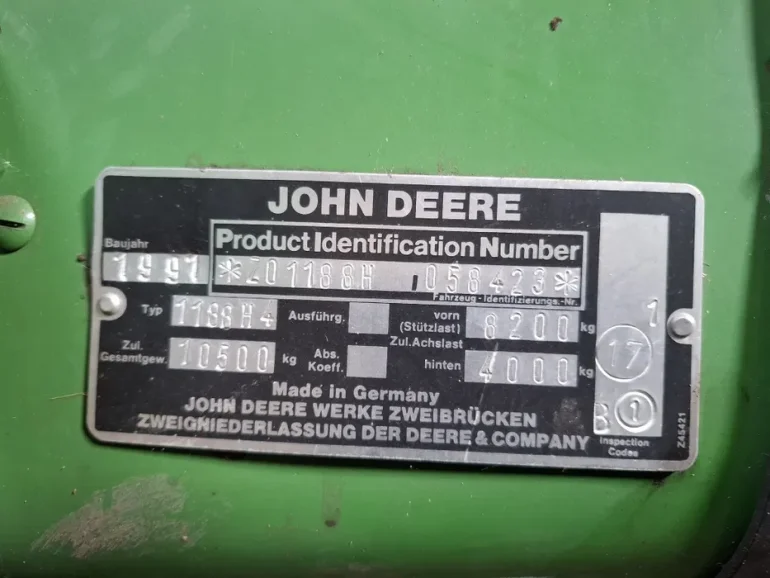 JOHN DEERE
Baujahr
1991
Product Identification Number
*Z01188H 058423*
Fahrzeug - Identifizierungs.-Nr.
Typ 1188H4 Ausführg. vorn (Stützlast) 8200 kg
Zul.Achslast
Zul. Gesamtgew. 10500 kg Abs. Koeff. hinten 4000 kg
1
17
B 1
Inspection Codes
Z45421
Made in Germany
JOHN DEERE WERKE ZWEIBRÜCKEN
ZWEIGNIEDERLASSUNG DER DEERE & COMPANY